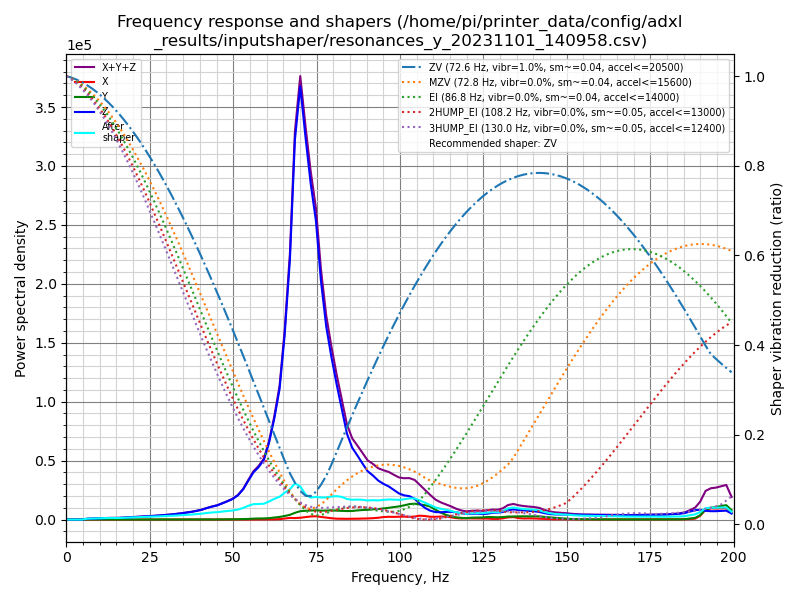 Frequency response and shapers (/home/pi/printer_data/config/adxl
_results/inputshaper/resonances_y_20231101_140958.csv)
1e5
X+Y+Z
X
Y
Z
After
shaper
ZV (72.6 Hz, vibr=1.0%, sm~=0.04, accel<=20500)
MZV (72.8 Hz, vibr=0.0%, sm~=0.04, accel<=15600)
EI (86.8 Hz, vibr=0.0%, sm~=0.04, accel<=14000)
2HUMP_EI (108.2 Hz, vibr=0.0%, sm~=0.05, accel<=13000)
3HUMP_EI (130.0 Hz, vibr=0.0%, sm~=0.05, accel<=12400)
Recommended shaper: ZV
Power spectral density
3.5
3.0
2.5
2.0
1.5
1.0
0.5
0.0
1.0
0.8
0.6
0.4
0.2
0.0
Shaper vibration reduction (ratio)
0 25 50 75 100 125 150 175 200
Frequency, Hz